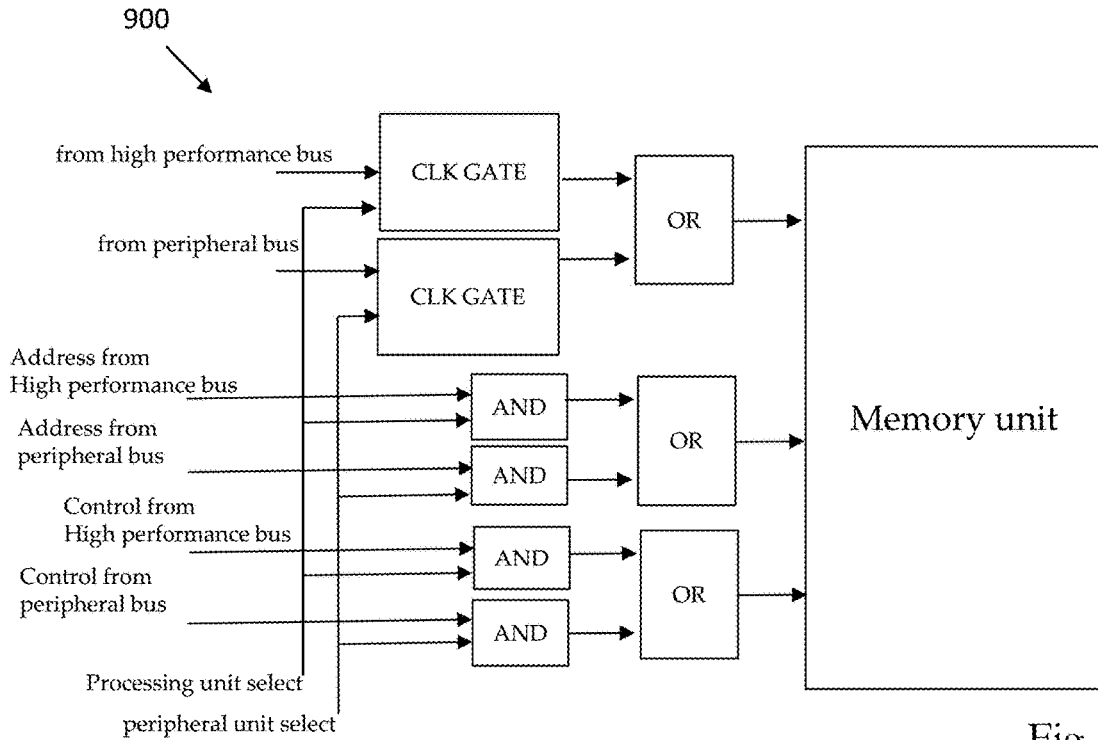 900
from high performance bus
CLK GATE
OR
from peripheral bus
CLK GATE
Address from
High performance bus
AND
OR
Memory unit
Address from
peripheral bus
AND
Control from
High performance bus
AND
OR
Control from
peripheral bus
AND
Processing unit select
peripheral unit select
Fig